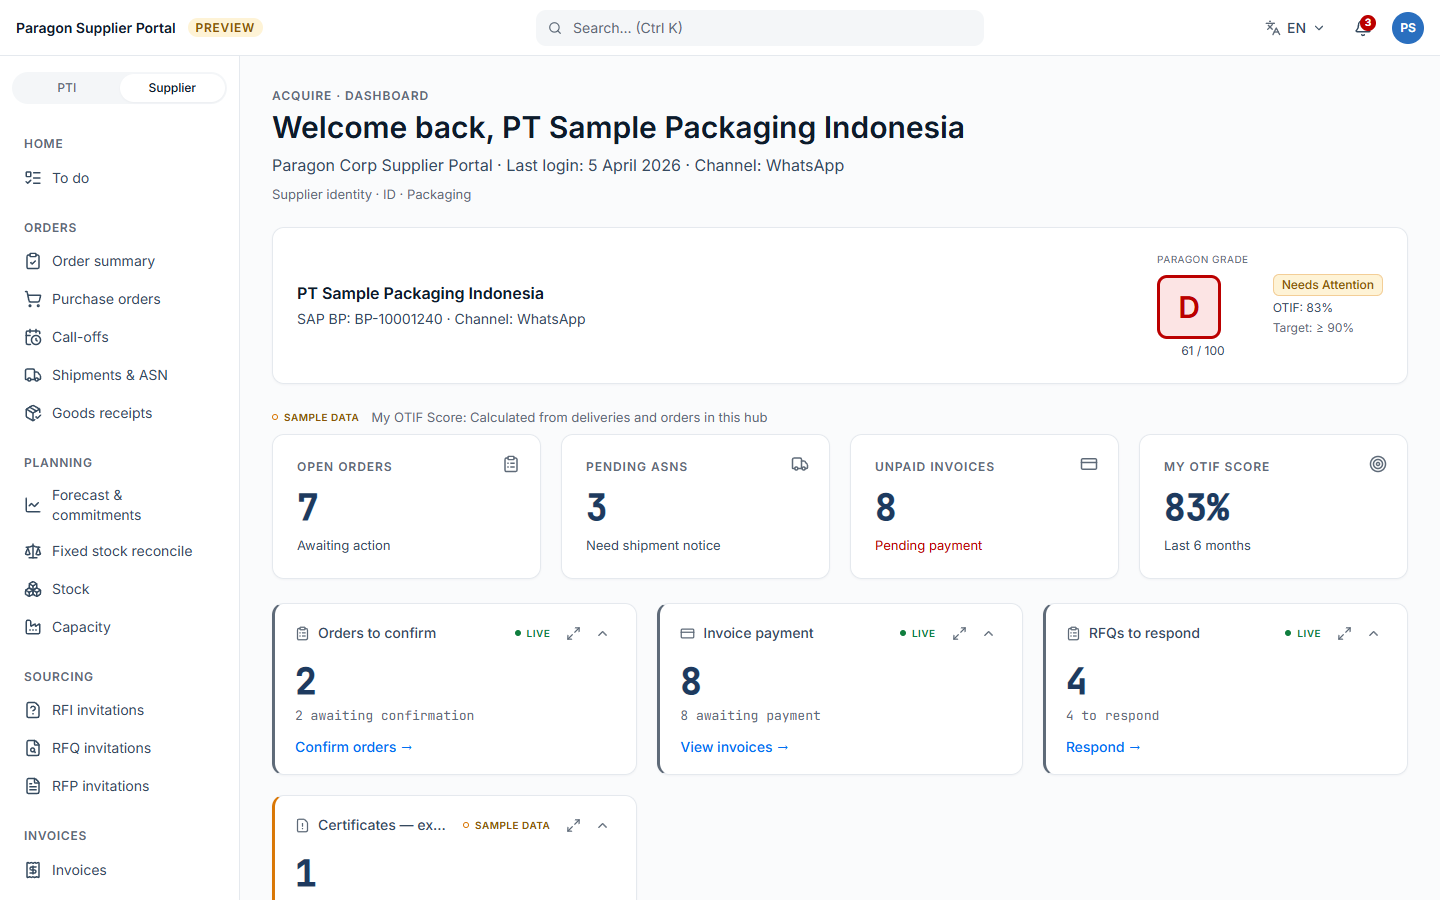 Paragon Supplier Portal PREVIEW
Search... (Ctrl K)
EN
3
PS
PTI Supplier
HOME
To do
ORDERS
Order summary
Purchase orders
Call-offs
Shipments & ASN
Goods receipts
PLANNING
Forecast &
commitments
Fixed stock reconcile
Stock
Capacity
SOURCING
RFI invitations
RFQ invitations
RFP invitations
INVOICES
Invoices
ACQUIRE · DASHBOARD
Welcome back, PT Sample Packaging Indonesia
Paragon Corp Supplier Portal · Last login: 5 April 2026 · Channel: WhatsApp
Supplier identity · ID · Packaging
PT Sample Packaging Indonesia
SAP BP: BP-10001240 · Channel: WhatsApp
PARAGON GRADE
D
61 / 100
Needs Attention
OTIF: 83%
Target: ≥ 90%
SAMPLE DATA My OTIF Score: Calculated from deliveries and orders in this hub
OPEN ORDERS
7
Awaiting action
PENDING ASNS
3
Need shipment notice
UNPAID INVOICES
8
Pending payment
MY OTIF SCORE
83%
Last 6 months
Orders to confirm LIVE
2
2 awaiting confirmation
Confirm orders →
Invoice payment LIVE
8
8 awaiting payment
View invoices →
RFQs to respond LIVE
4
4 to respond
Respond →
Certificates — ex... SAMPLE DATA
1